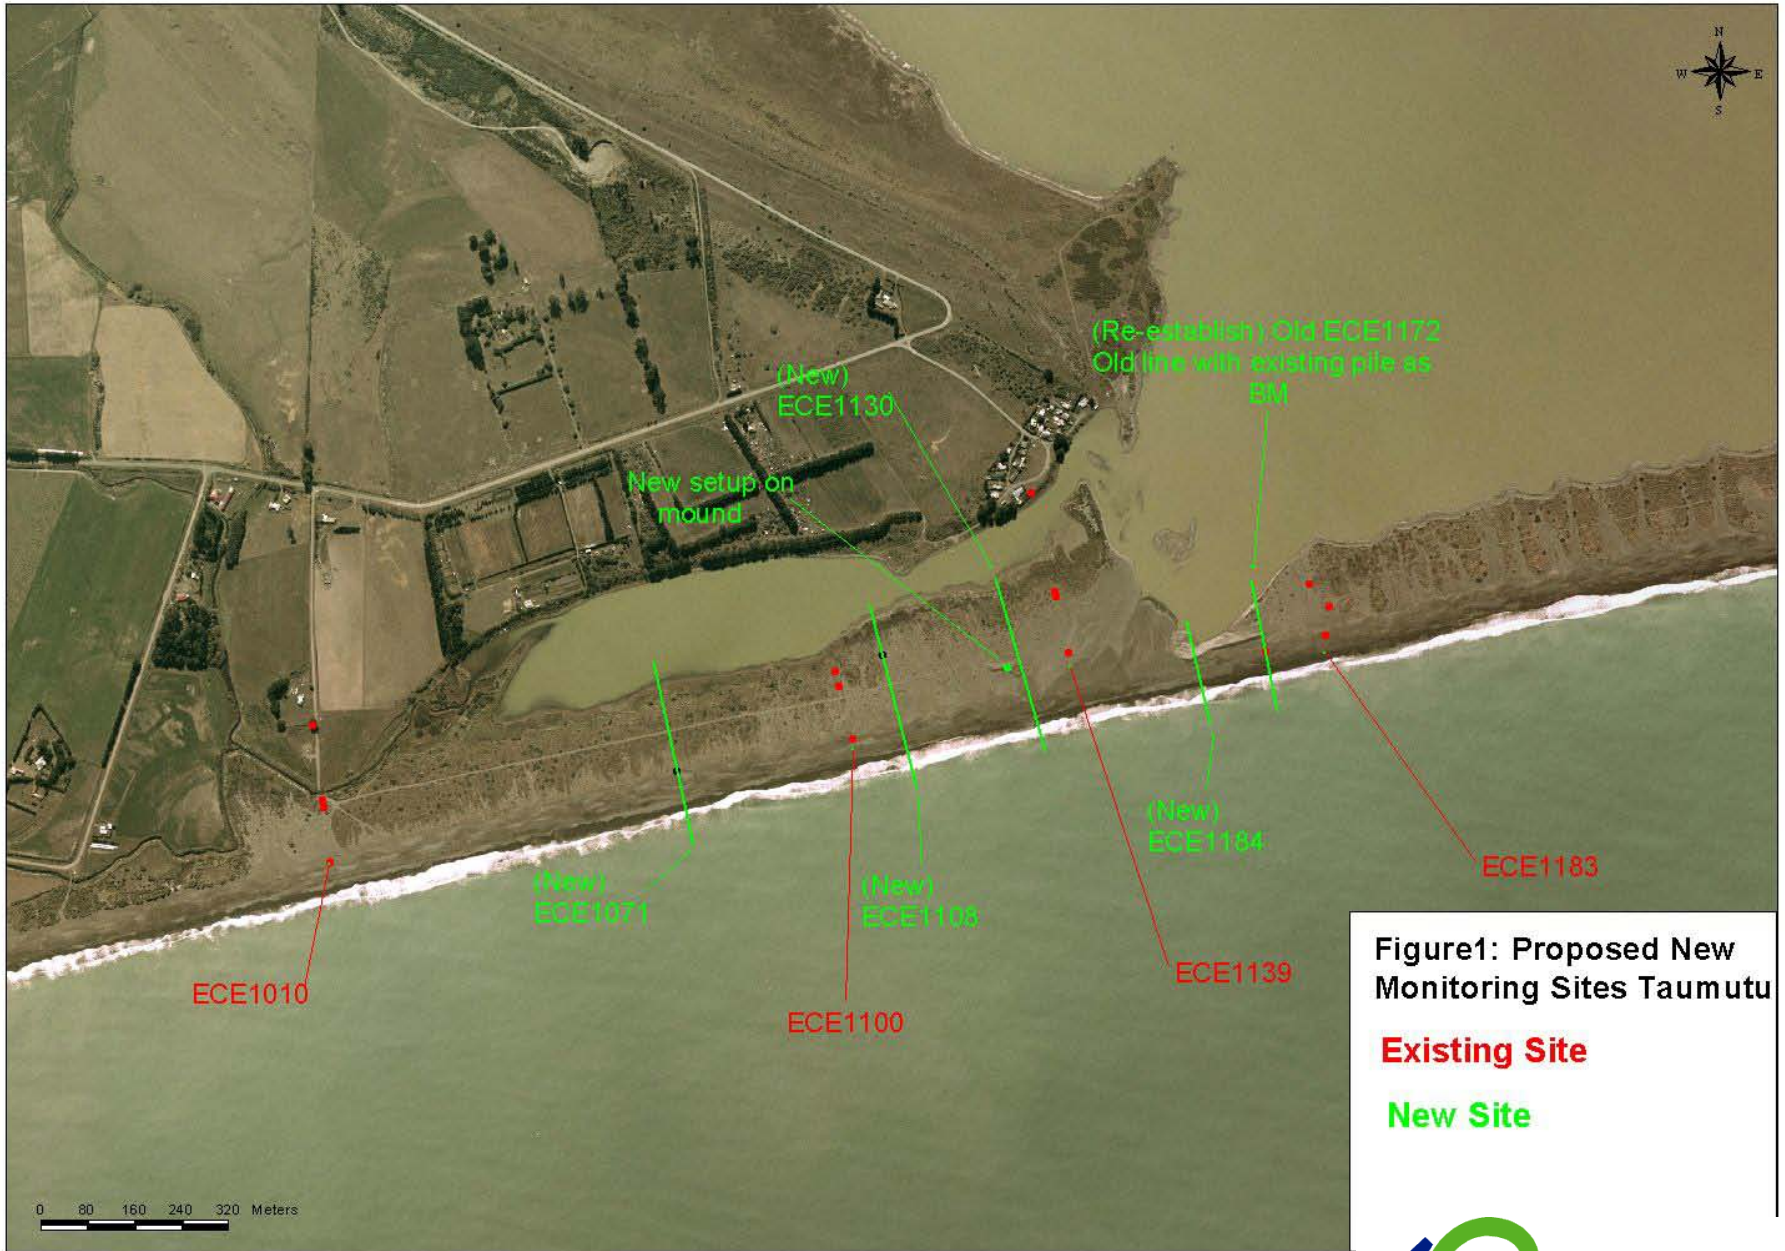 N
W E
S
(Re-establish) Old ECE1172
Old line with existing pile as
BM
(New)
ECE1130
New setup on
mound
(New)
ECE1184
ECE1183
(New)
ECE1071
(New)
ECE1108
ECE1139
ECE1010
ECE1100
Figure1: Proposed New
Monitoring Sites Taumutu
Existing Site
New Site
0 80 160 240 320 Meters